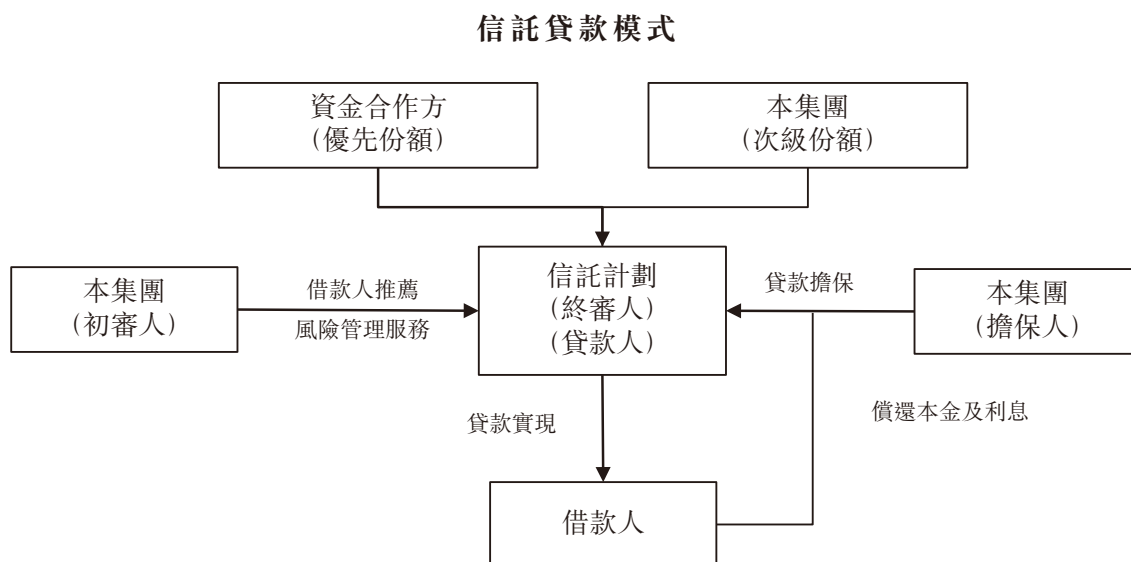 信託貸款模式
資金合作方
(優先份額)
本集團
(次級份額)
本集團
(初審人)
借款人推薦
風險管理服務
信託計劃
(終審人)
(貸款人)
貸款擔保
本集團
(擔保人)
貸款實現
償還本金及利息
借款人